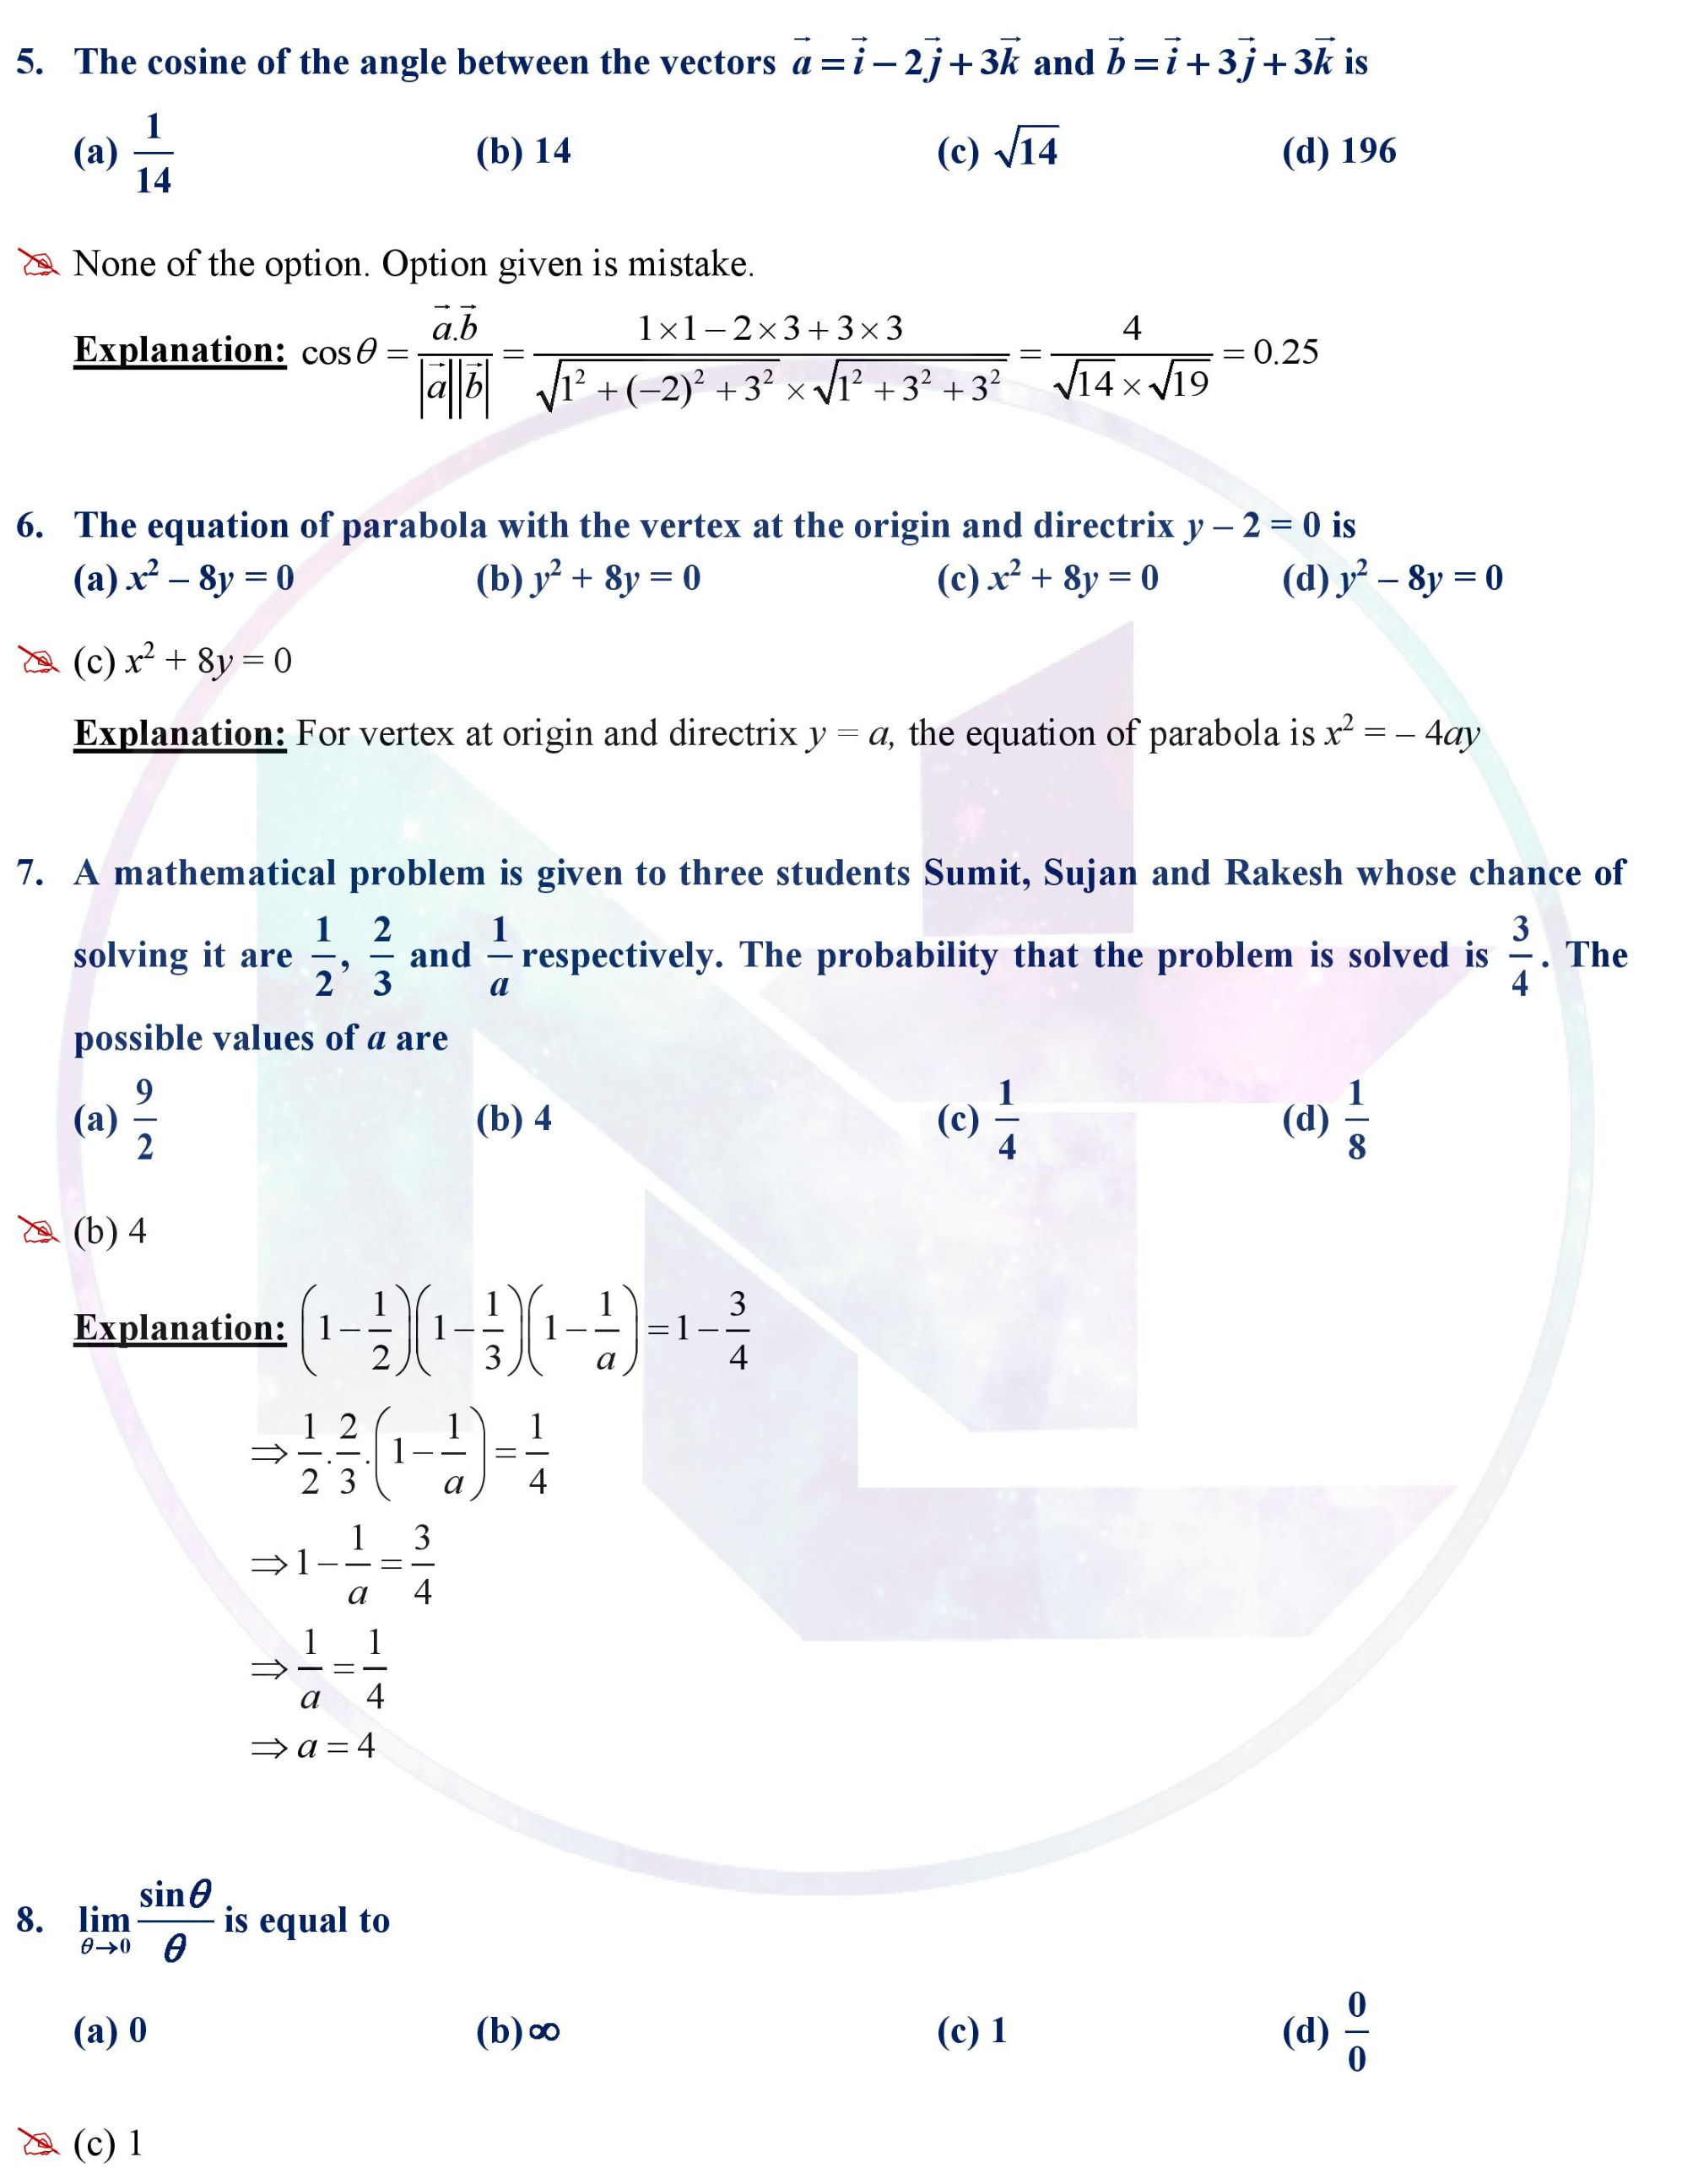 5. The cosine of the angle between the vectors $\vec{a}=\vec{i}-2\vec{j}+3\vec{k}$ and $\vec{b}=\vec{i}+3\vec{j}+3\vec{k}$ is
(a) $\frac{1}{14}$ (b) 14 (c) $\sqrt{14}$ (d) 196
None of the option. Option given is mistake.
Explanation: $\cos\theta=\frac{\vec{a}.\vec{b}}{|\vec{a}||\vec{b}|}=\frac{1\times1-2\times3+3\times3}{\sqrt{1^2+(-2)^2+3^2}\times\sqrt{1^2+3^2+3^2}}=\frac{4}{\sqrt{14}\times\sqrt{19}}=0.25$
6. The equation of parabola with the vertex at the origin and directrix y – 2 = 0 is
(a) x² – 8y = 0 (b) y² + 8y = 0 (c) x² + 8y = 0 (d) y² – 8y = 0
(c) x² + 8y = 0
Explanation: For vertex at origin and directrix y = a, the equation of parabola is x² = – 4ay
7. A mathematical problem is given to three students Sumit, Sujan and Rakesh whose chance of
solving it are $\frac{1}{2}$, $\frac{2}{3}$ and $\frac{1}{a}$ respectively. The probability that the problem is solved is $\frac{3}{4}$. The
possible values of a are
(a) $\frac{9}{2}$ (b) 4 (c) $\frac{1}{4}$ (d) $\frac{1}{8}$
(b) 4
Explanation: $\left(1-\frac{1}{2}\right)\left(1-\frac{1}{3}\right)\left(1-\frac{1}{a}\right)=1-\frac{3}{4}$
$\Rightarrow\frac{1}{2}.\frac{2}{3}.\left(1-\frac{1}{a}\right)=\frac{1}{4}$
$\Rightarrow1-\frac{1}{a}=\frac{3}{4}$
$\Rightarrow\frac{1}{a}=\frac{1}{4}$
$\Rightarrow a=4$
8. $\lim_{\theta\to0}\frac{\sin\theta}{\theta}$ is equal to
(a) 0 (b) ∞ (c) 1 (d) $\frac{0}{0}$
(c) 1